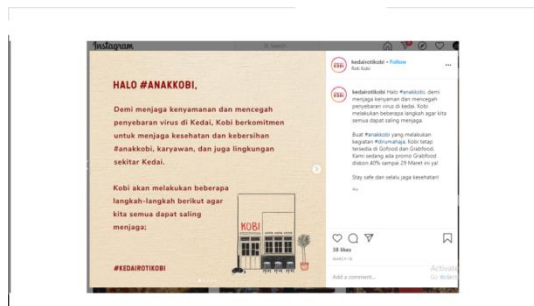 Instagram
Search
HALO #ANAKKOBI,
Demi menjaga kenyamanan dan mencegah
penyebaran virus di Kedai, Kobi berkomitmen
untuk menjaga kesehatan dan kebersihan
#anakkobi, karyawan, dan juga lingkungan
sekitar Kedai.
Kobi akan melakukan beberapa
langkah-langkah berikut agar
kita semua dapat saling
menjaga;
KOBI
#KEDAIROTIKOBI
kedairotikobi • Follow
Roti Kobi
kedairotikobi Halo #anakkobi, demi
menjaga kenyaman dan mencegah
penyebaran virus di kedai. Kobi
melakukan beberapa langkah agar kita
semua dapat saling menjaga.
Buat #anakkobi yang melakukan
kegiatan #dirumahaja, Kobi tetap
tersedia di Gofood dan Grabfood.
Kami sedang ada promo Grabfood
diskon 40% sampai 29 Maret ini ya!
Stay safe dan selalu jaga kesehatan!
38 likes
Add a comment...
Activate